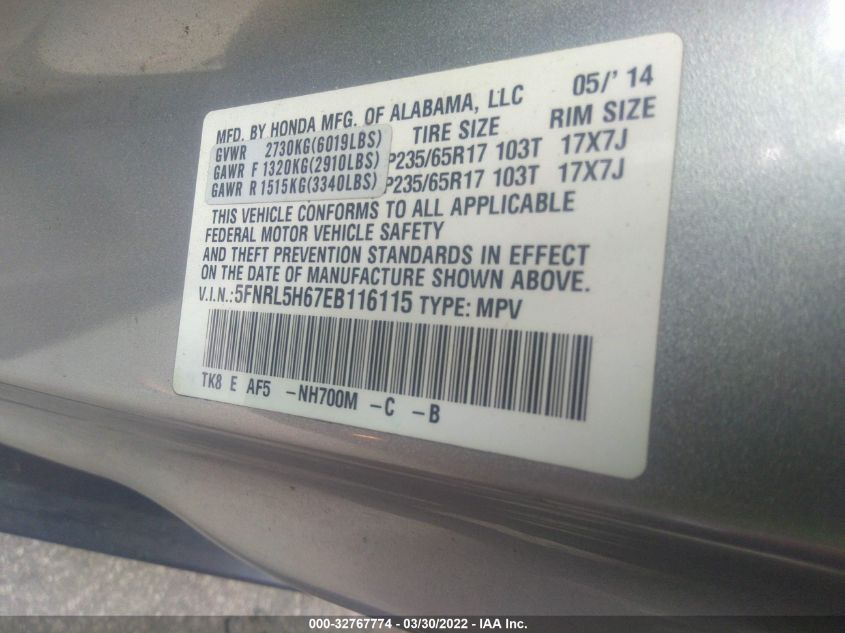 MFD. BY HONDA MFG. OF ALABAMA, LLC 05/' 14
GVWR 2730KG(6019LBS) TIRE SIZE RIM SIZE
GAWR F 1320KG(2910LBS) P235/65R17 103T 17X7J
GAWR R 1515KG(3340LBS) P235/65R17 103T 17X7J
THIS VEHICLE CONFORMS TO ALL APPLICABLE
FEDERAL MOTOR VEHICLE SAFETY
AND THEFT PREVENTION STANDARDS IN EFFECT
ON THE DATE OF MANUFACTURE SHOWN ABOVE.
V.I.N.:5FNRL5H67EB116115 TYPE: MPV
TK8 E AF5 -NH700M -C -B
000-32767774 - 03/30/2022 - IAA Inc.